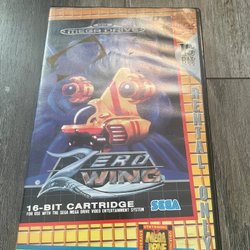 MEGA DRIVE
ZERO
WING
16-BIT CARTRIDGE
FOR USE WITH THE SEGA MEGA DRIVE VIDEO ENTERTAINMENT SYSTEM
SEGA
RENTAL ONLY